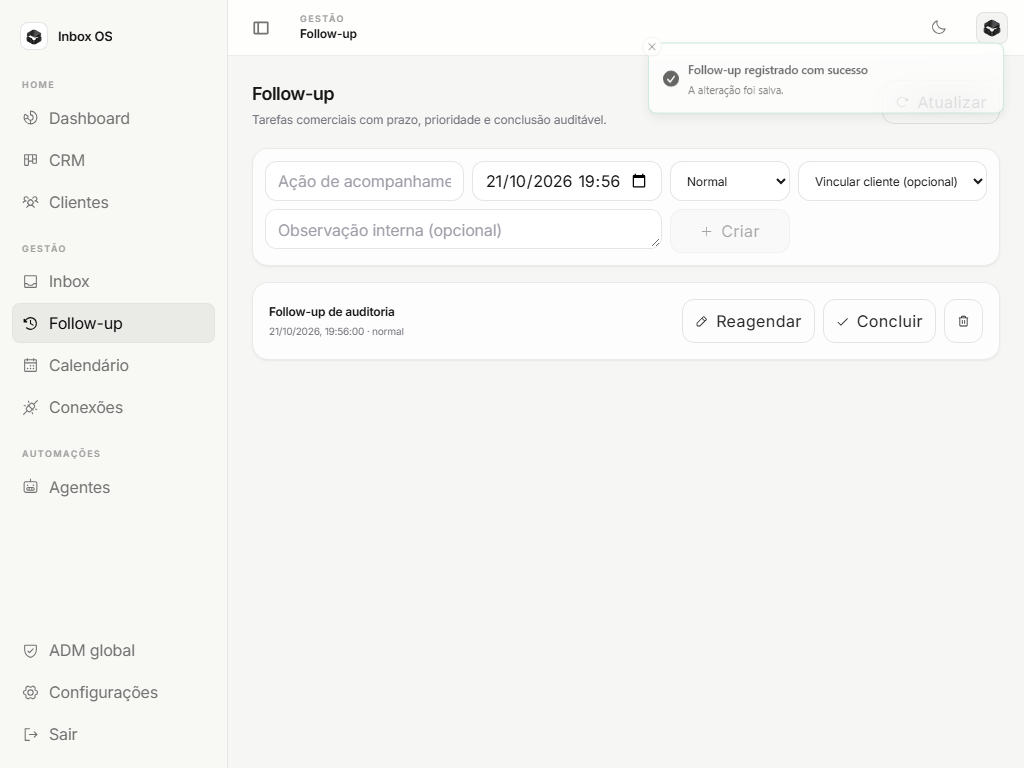 Inbox OS
HOME
Dashboard
CRM
Clientes
GESTÃO
Inbox
Follow-up
Calendário
Conexões
AUTOMAÇÕES
Agentes
ADM global
Configurações
Sair
GESTÃO
Follow-up
Follow-up registrado com sucesso
A alteração foi salva.
Follow-up
Tarefas comerciais com prazo, prioridade e conclusão auditável.
Atualizar
Ação de acompanhame
21/10/2026 19:56
Normal
Vincular cliente (opcional)
Observação interna (opcional)
+ Criar
Follow-up de auditoria
21/10/2026, 19:56:00 · normal
Reagendar
Concluir